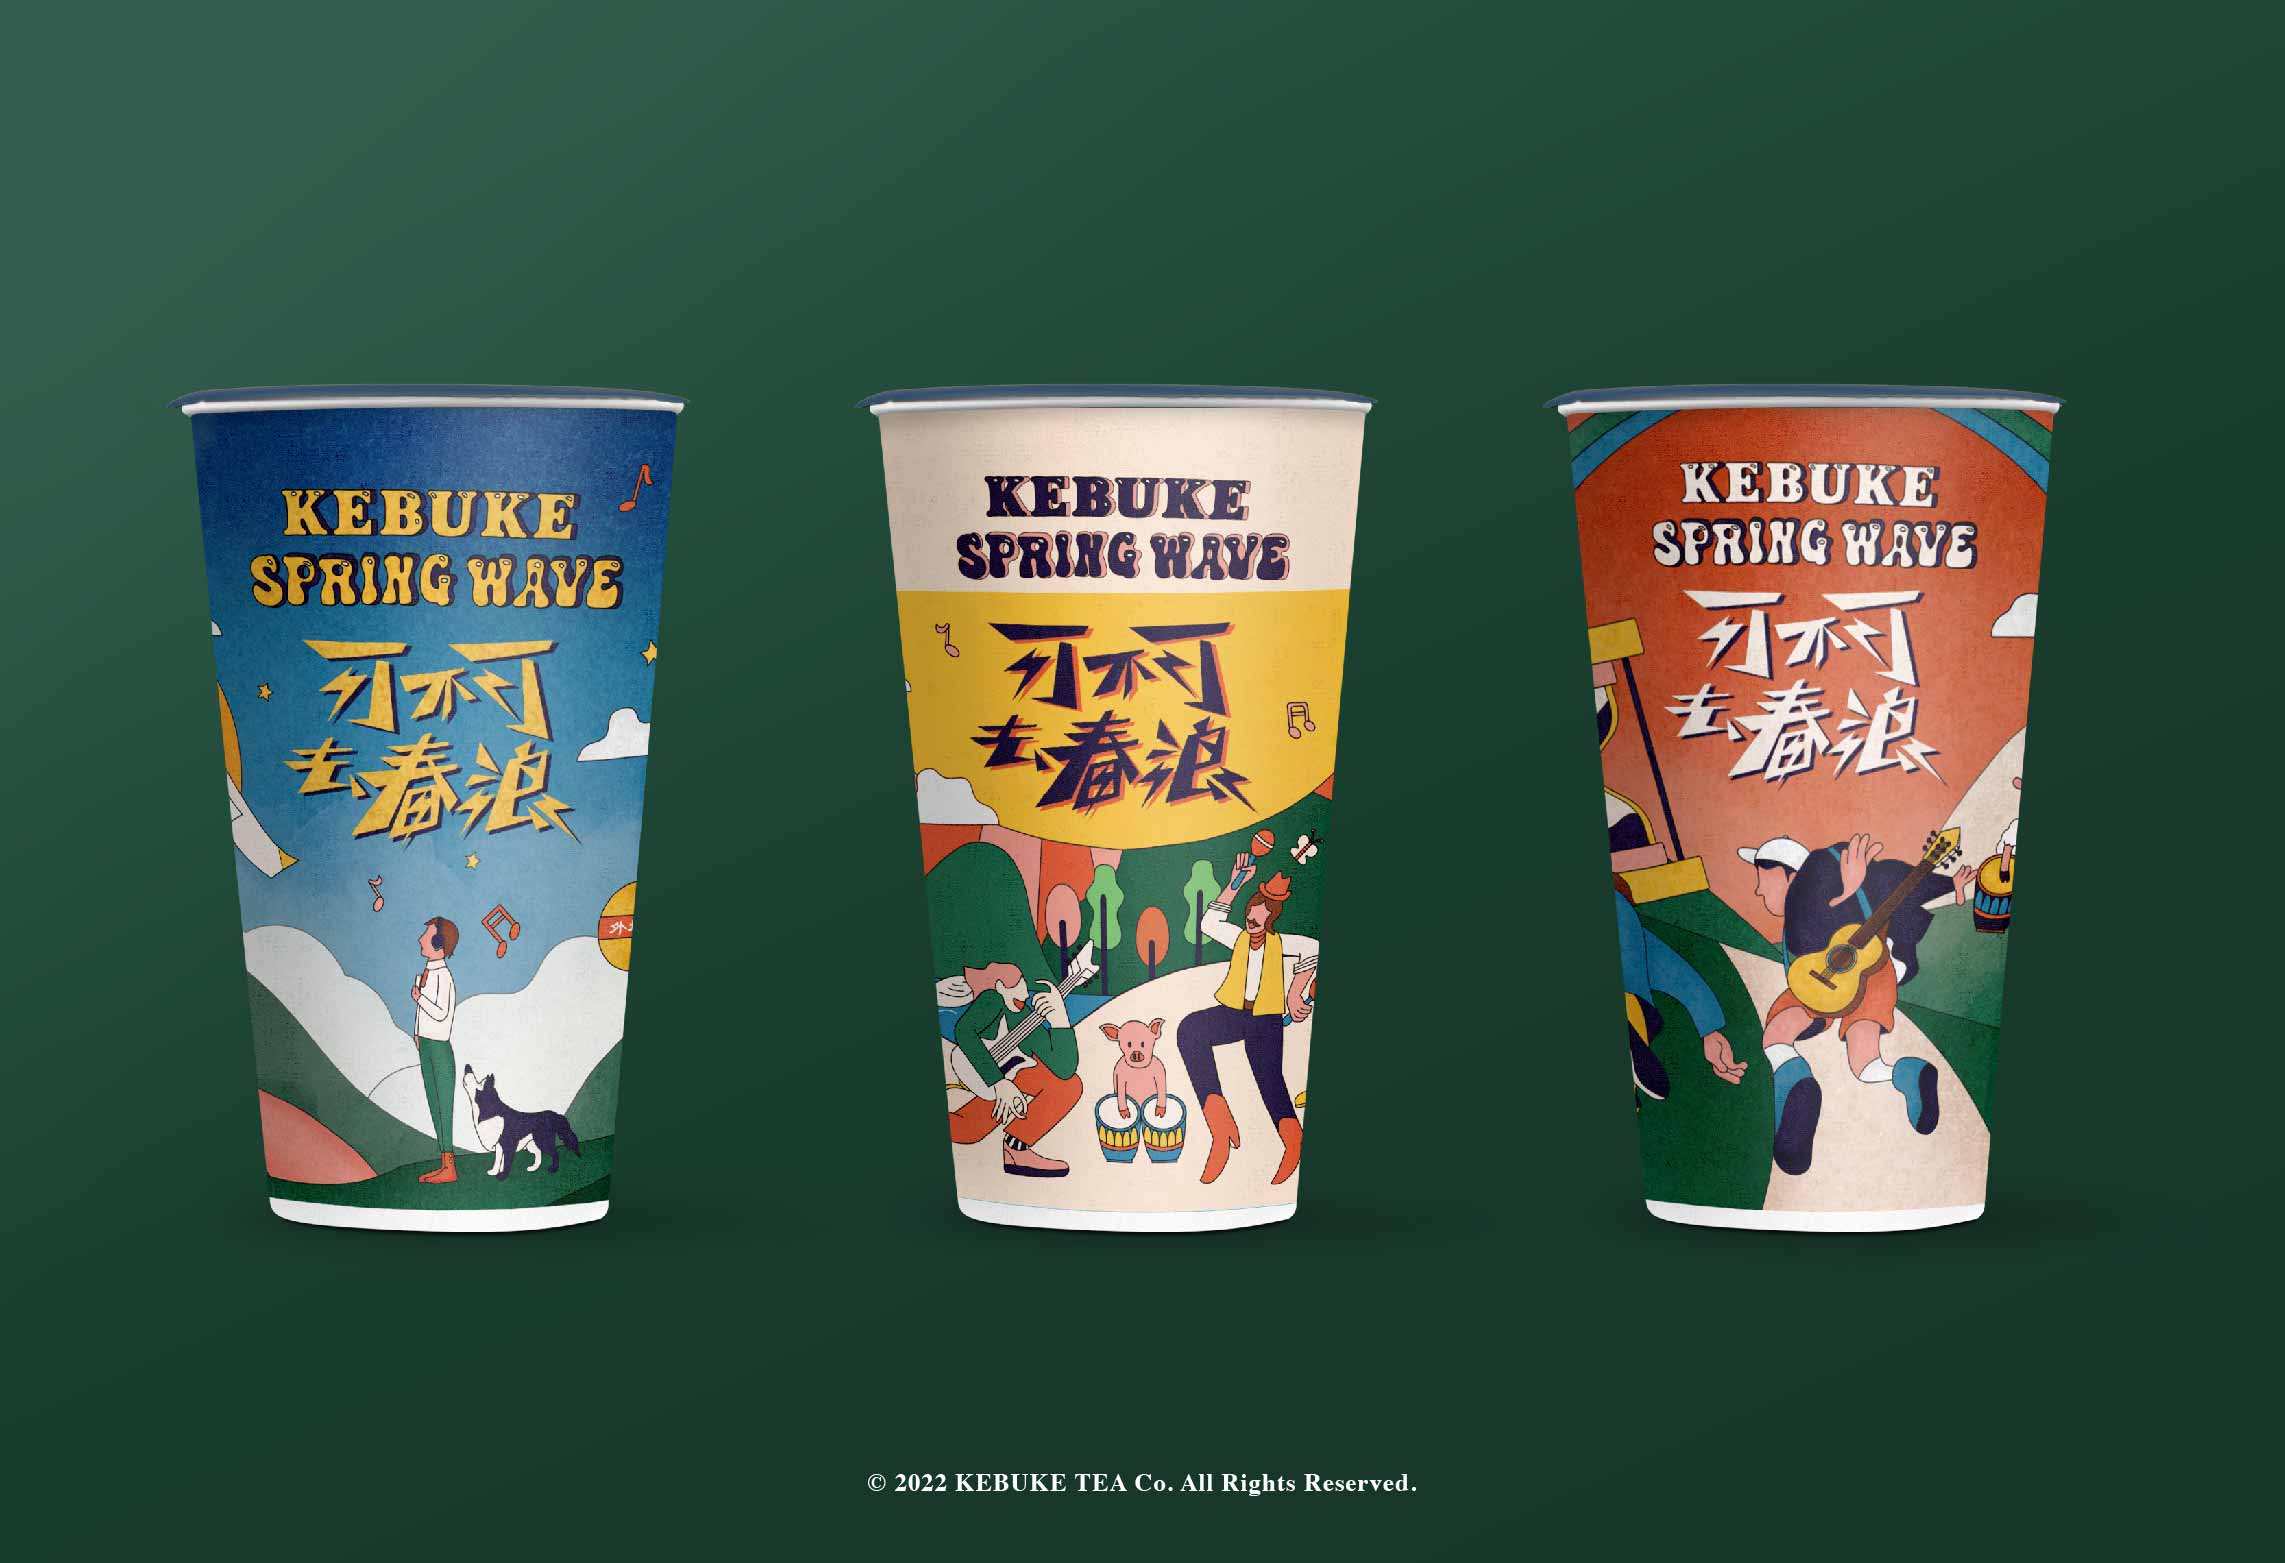 KEBUKE
SPRING WAVE
可不可
去春浪
KEBUKE
SPRING WAVE
可不可
去春浪
KEBUKE
SPRING WAVE
可不可
去春浪
© 2022 KEBUKE TEA Co. All Rights Reserved.